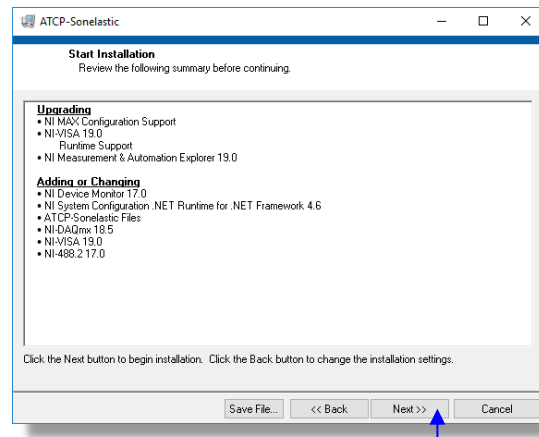 ATCP-Sonelastic
Start Installation
Review the following summary before continuing.
Upgrading
• NI MAX Configuration Support
• NI-VISA 19.0
Runtime Support
• NI Measurement & Automation Explorer 19.0
Adding or Changing
• NI Device Monitor 17.0
• NI System Configuration .NET Runtime for .NET Framework 4.6
• ATCP-Sonelastic Files
• NI-DAQmx 18.5
• NI-VISA 19.0
• NI-488.2 17.0
Click the Next button to begin installation. Click the Back button to change the installation settings.
Save File... << Back Next >> Cancel